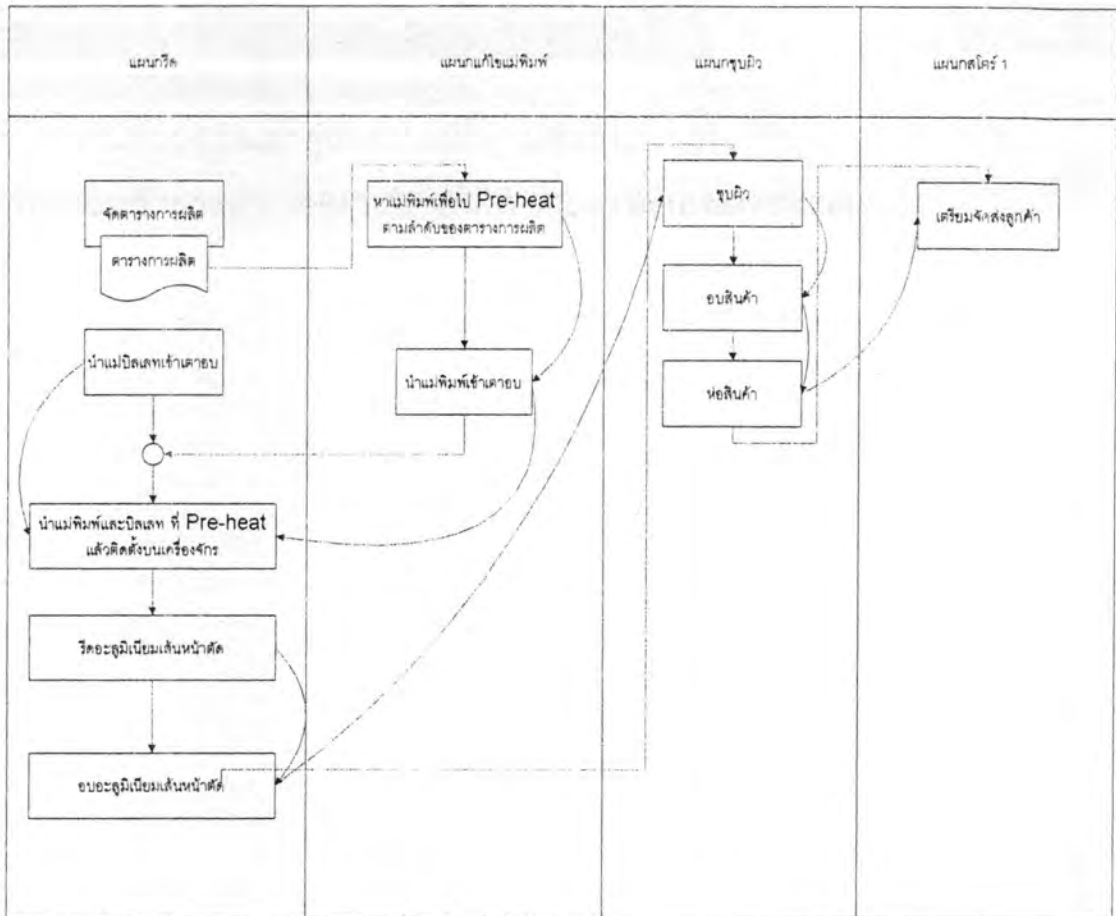 แผนกรีด
แผนกแก้ไขแม่พิมพ์
แผนกชุบผิว
แผนกสโตร์ 1
จัดตารางการผลิต
ตารางการผลิต
นำแม่บิลเลทเข้าเตาอบ
นำแม่พิมพ์และบิลเลท ที่ Pre-heat
แล้วติดตั้งบนเครื่องจักร
รีดอะลูมิเนียมเส้นหน้าตัด
อบอะลูมิเนียมเส้นหน้าตัด
หาแม่พิมพ์เพื่อไป Pre-heat
ตามลำดับของตารางการผลิต
นำแม่พิมพ์เข้าเตาอบ
ชุบผิว
อบสินค้า
ห่อสินค้า
เตรียมจัดส่งลูกค้า